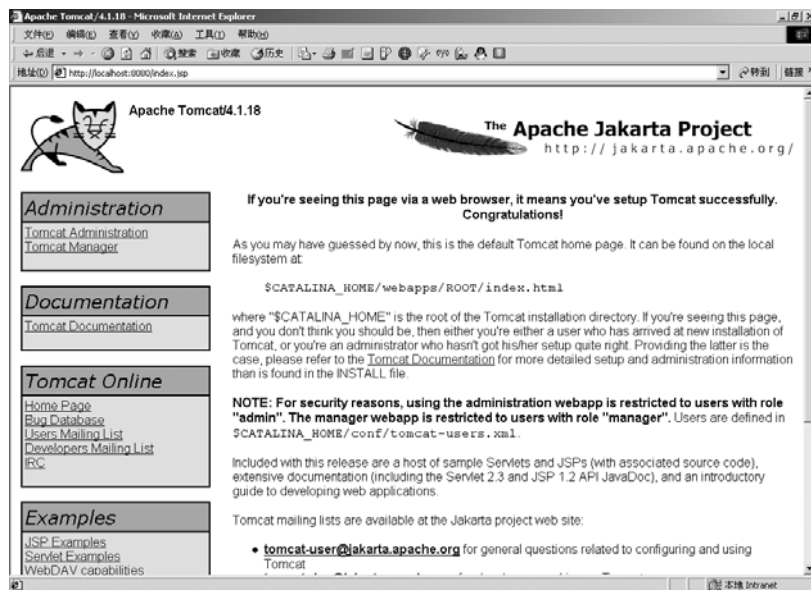 Apache Tomcat/4.1.18 - Microsoft Internet Explorer
文件(F) 编辑(E) 查看(V) 收藏(A) 工具(T) 帮助(H)
后退 搜索 收藏 历史
地址(D) http://localhost:8080/index.jsp 转到 链接
Apache Tomcat/4.1.18
The Apache Jakarta Project
http://jakarta.apache.org/
Administration
Tomcat Administration
Tomcat Manager
Documentation
Tomcat Documentation
Tomcat Online
Home Page
Bug Database
Users Mailing List
Developers Mailing List
IRC
Examples
JSP Examples
Servlet Examples
WebDAV capabilities
If you're seeing this page via a web browser, it means you've setup Tomcat successfully.
Congratulations!
As you may have guessed by now, this is the default Tomcat home page. It can be found on the local
filesystem at:
$CATALINA_HOME/webapps/ROOT/index.html
where "$CATALINA_HOME" is the root of the Tomcat installation directory. If you're seeing this page,
and you don't think you should be, then either you're either a user who has arrived at new installation of
Tomcat, or you're an administrator who hasn't got his/her setup quite right. Providing the latter is the
case, please refer to the Tomcat Documentation for more detailed setup and administration information
than is found in the INSTALL file.
NOTE: For security reasons, using the administration webapp is restricted to users with role
"admin". The manager webapp is restricted to users with role "manager". Users are defined in
$CATALINA_HOME/conf/tomcat-users.xml.
Included with this release are a host of sample Servlets and JSPs (with associated source code),
extensive documentation (including the Servlet 2.3 and JSP 1.2 API JavaDoc), and an introductory
guide to developing web applications.
Tomcat mailing lists are available at the Jakarta project web site:
• tomcat-user@jakarta.apache.org for general questions related to configuring and using
Tomcat
本地 Intranet